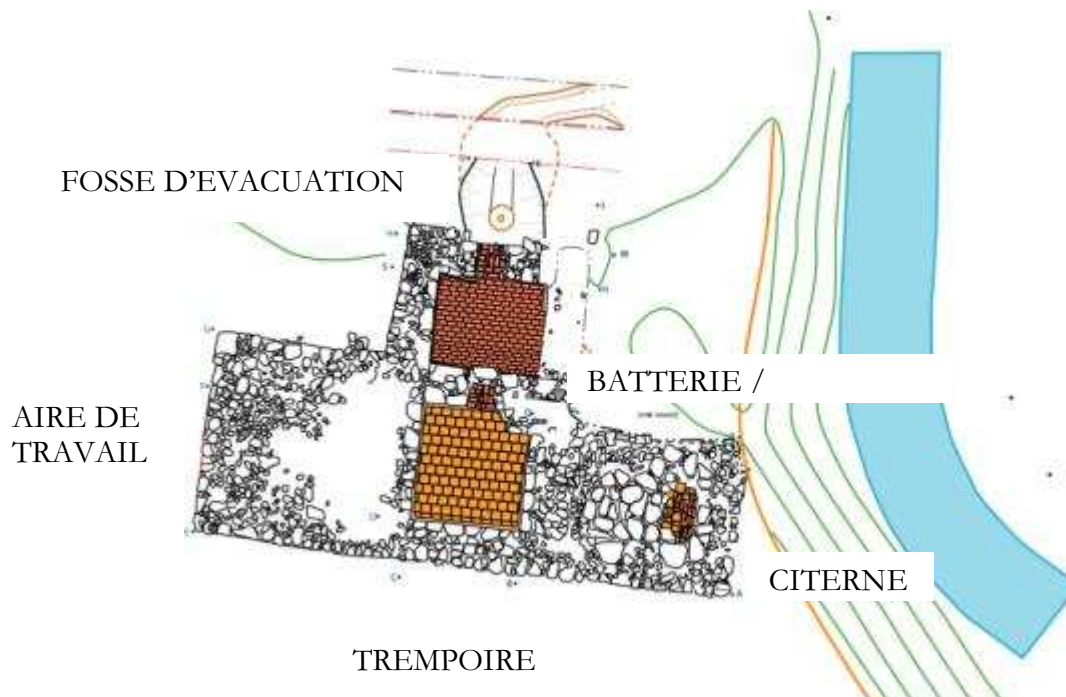 FOSSE D'EVACUATION
BATTERIE /
AIRE DE
TRAVAIL
CITERNE
TREMPOIRE